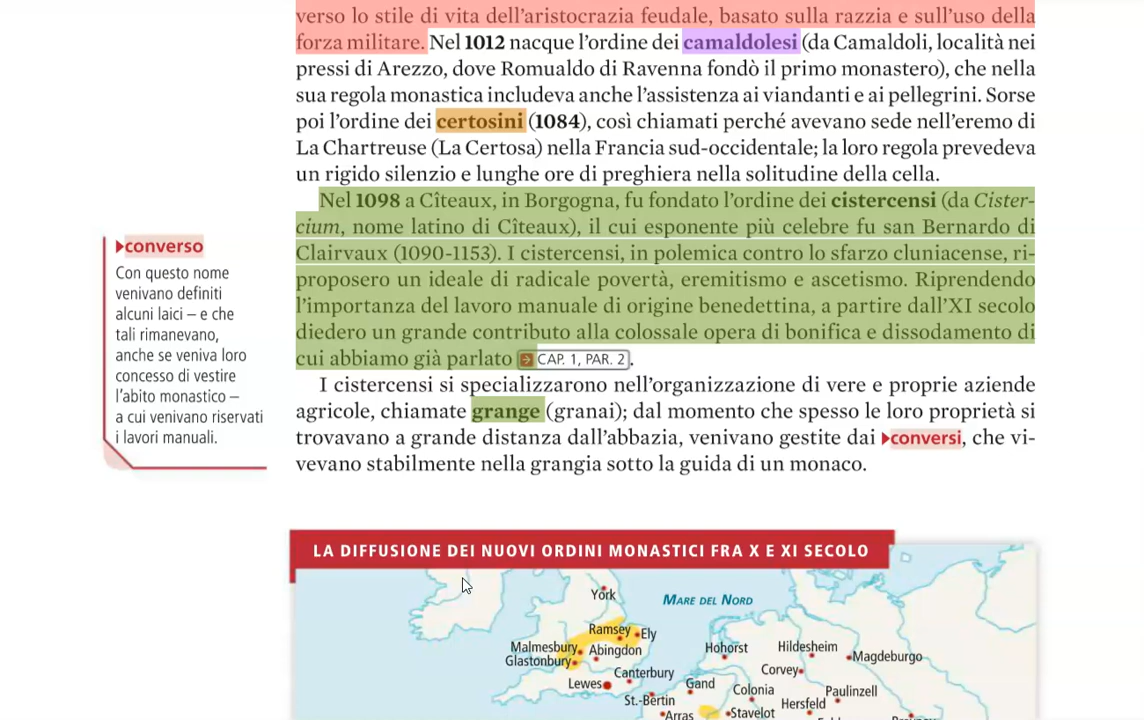 verso lo stile di vita dell'aristocrazia feudale, basato sulla razzia e sull'uso della
forza militare. Nel 1012 nacque l'ordine dei camaldolesi (da Camaldoli, località nei
pressi di Arezzo, dove Romualdo di Ravenna fondò il primo monastero), che nella
sua regola monastica includeva anche l'assistenza ai viandanti e ai pellegrini. Sorse
poi l'ordine dei certosini (1084), così chiamati perché avevano sede nell'eremo di
La Chartreuse (La Certosa) nella Francia sud-occidentale; la loro regola prevedeva
un rigido silenzio e lunghe ore di preghiera nella solitudine della cella.
Nel 1098 a Cîteaux, in Borgogna, fu fondato l'ordine dei cistercensi (da Cister-
cium, nome latino di Cîteaux), il cui esponente più celebre fu san Bernardo di
Clairvaux (1090-1153). I cistercensi, in polemica contro lo sfarzo cluniacense, ri-
proposero un ideale di radicale povertà, eremitismo e ascetismo. Riprendendo
l'importanza del lavoro manuale di origine benedettina, a partire dall'XI secolo
diedero un grande contributo alla colossale opera di bonifica e dissodamento di
cui abbiamo già parlato CAP. 1, PAR. 2.
I cistercensi si specializzarono nell'organizzazione di vere e proprie aziende
agricole, chiamate grange (granai); dal momento che spesso le loro proprietà si
trovavano a grande distanza dall'abbazia, venivano gestite dai conversi, che vi-
vevano stabilmente nella grangia sotto la guida di un monaco.
converso
Con questo nome
venivano definiti
alcuni laici – e che
tali rimanevano,
anche se veniva loro
concesso di vestire
l'abito monastico –
a cui venivano riservati
i lavori manuali.
LA DIFFUSIONE DEI NUOVI ORDINI MONASTICI FRA X E XI SECOLO
York
MARE DEL NORD
Ramsey
Ely
Malmesbury
Abingdon
Hohorst
Hildesheim
Magdeburgo
Glastonbury
Canterbury
Corvey
Lewes
Gand
Colonia
Paulinzell
St.-Bertin
Hersfeld
Arras
Stavelot